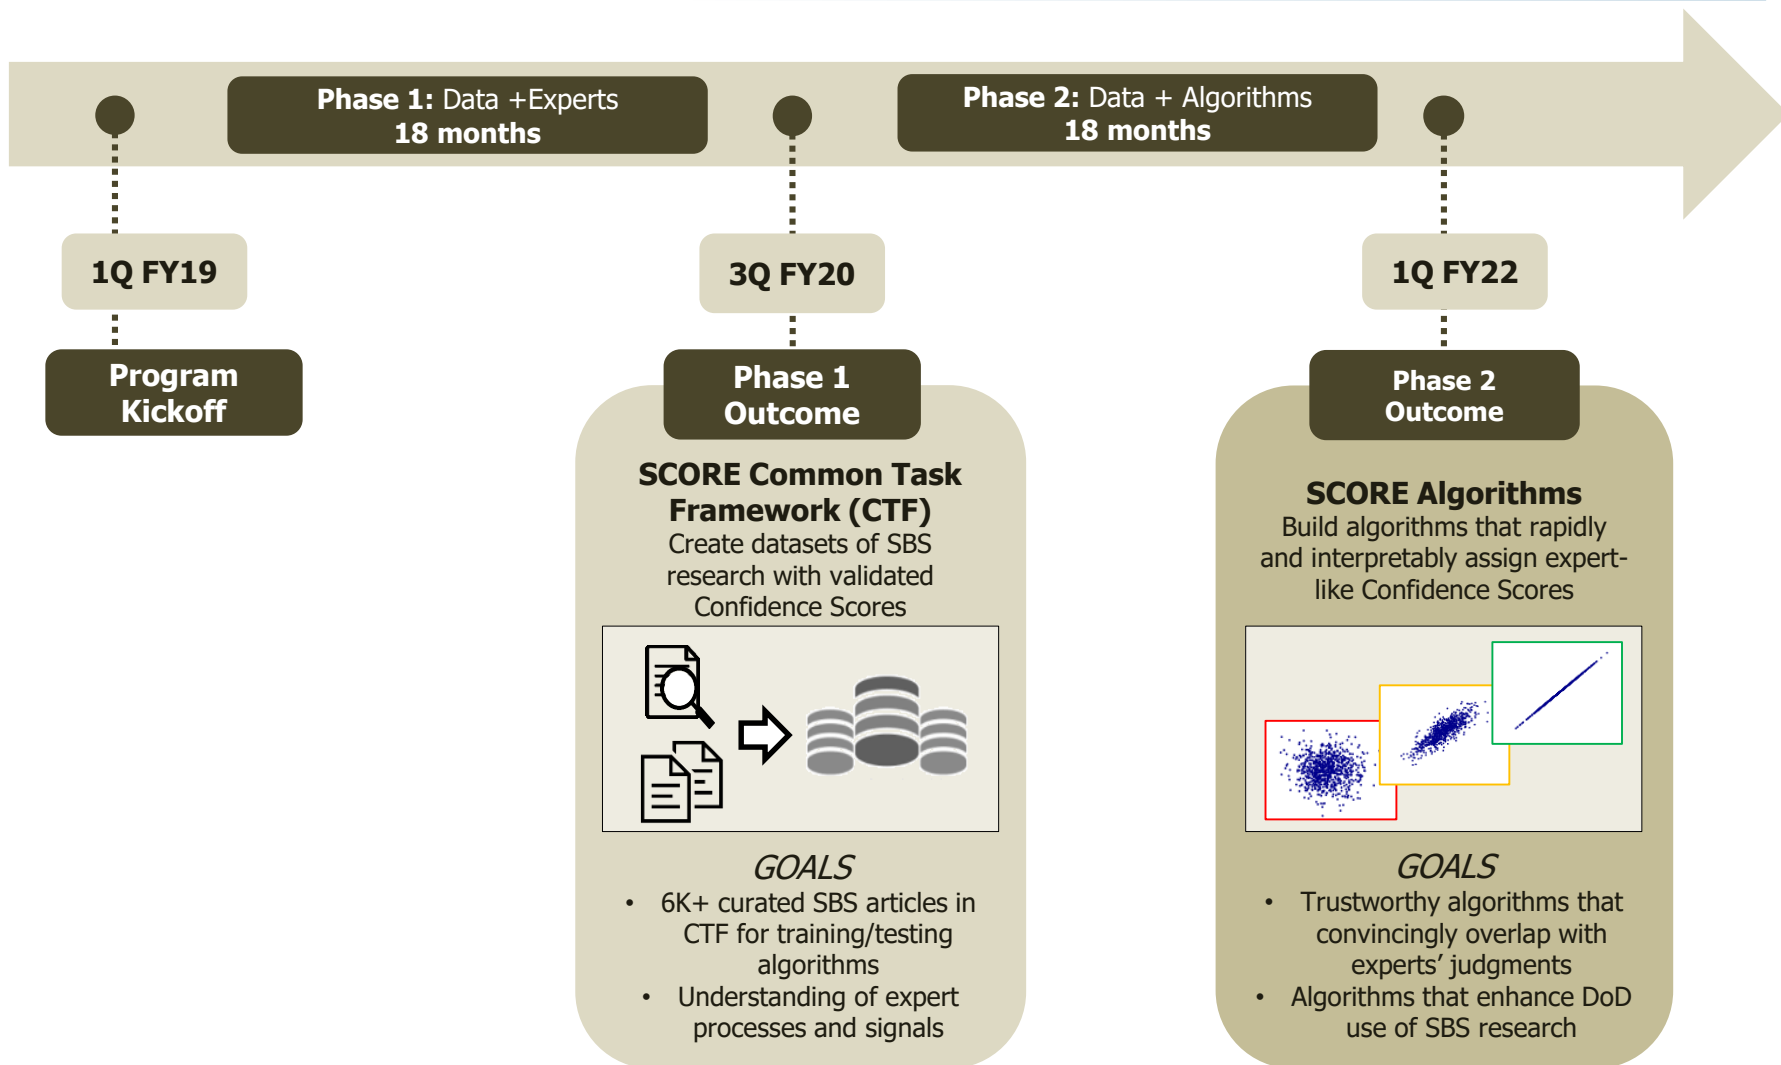 Phase 1: Data +Experts
18 months
Phase 2: Data + Algorithms
18 months
1Q FY19
3Q FY20
1Q FY22
Program
Kickoff
Phase 1
Outcome
SCORE Common Task
Framework (CTF)
Create datasets of SBS
research with validated
Confidence Scores
GOALS
• 6K+ curated SBS articles in
CTF for training/testing
algorithms
• Understanding of expert
processes and signals
Phase 2
Outcome
SCORE Algorithms
Build algorithms that rapidly
and interpretably assign expert-
like Confidence Scores
GOALS
• Trustworthy algorithms that
convincingly overlap with
experts’ judgments
• Algorithms that enhance DoD
use of SBS research